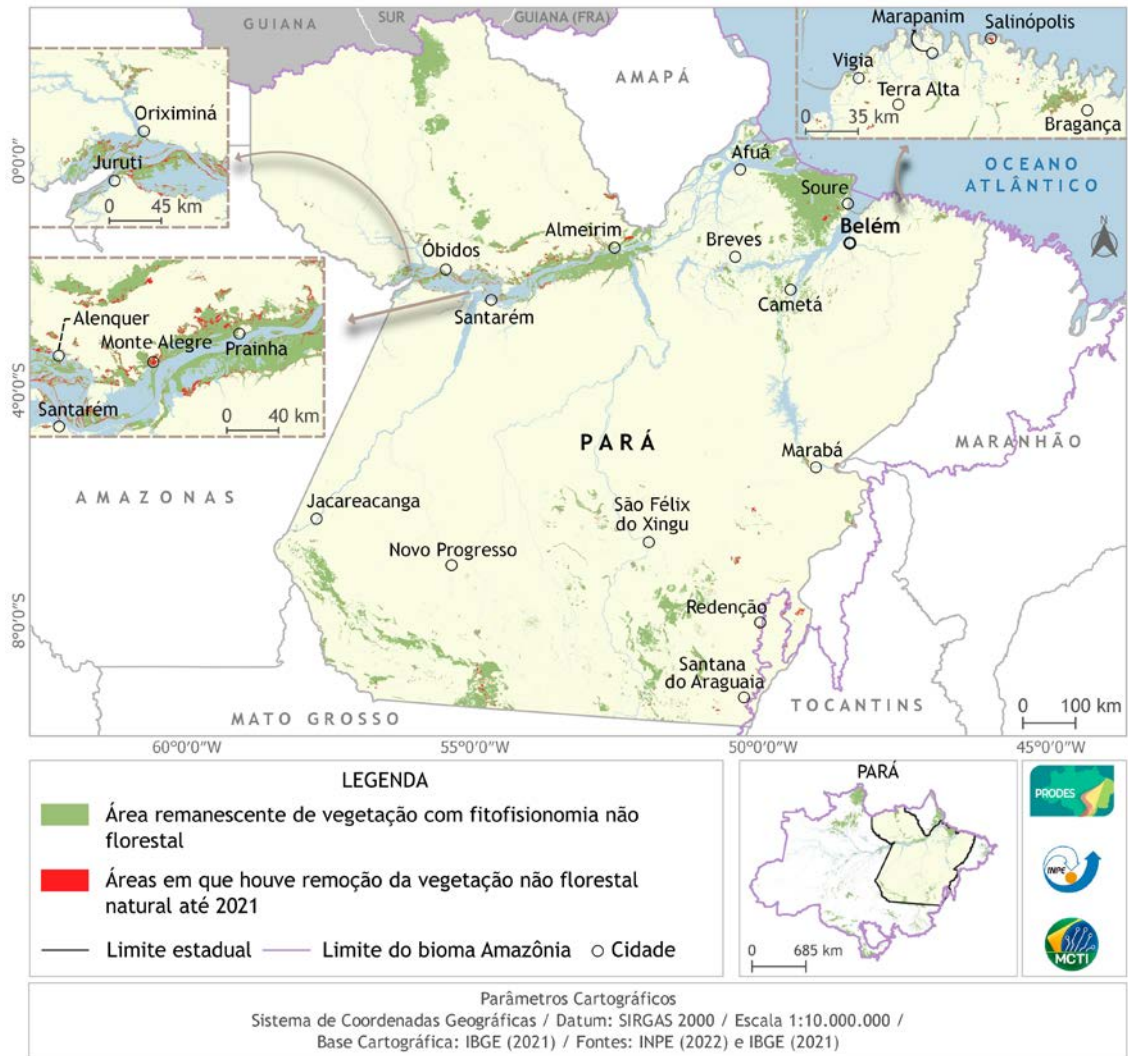 GUIANA
SUR
GUIANA (FRA)
AMAPÁ
Marapanim
Salinópolis
Vigia
Terra Alta
0 35 km
Bragança
Oriximiná
Juruti
0 45 km
0°0'0"
Afuá
Soure
OCEANO
ATLÂNTICO
Belém
N
Almeirim
Breves
Óbidos
Cametá
Santarém
Alenquer
Monte Alegre
Prainha
Santarém
0 40 km
4°0'0"S
PARÁ
MARANHÃO
Marabá
AMAZONAS
Jacareacanga
São Félix
do Xingu
Novo Progresso
8°0'0"S
Redenção
Santana
do Araguaia
TOCANTINS
0 100 km
MATO GROSSO
60°0'0"W
55°0'0"W
50°0'0"W
45°0'0"W
LEGENDA
Área remanescente de vegetação com fitofisionomia não
florestal
Áreas em que houve remoção da vegetação não florestal
natural até 2021
Limite estadual
Limite do bioma Amazônia
Cidade
PARÁ
0 685 km
PRODES
INPE
MCTI
Parâmetros Cartográficos
Sistema de Coordenadas Geográficas / Datum: SIRGAS 2000 / Escala 1:10.000.000 /
Base Cartográfica: IBGE (2021) / Fontes: INPE (2022) e IBGE (2021)